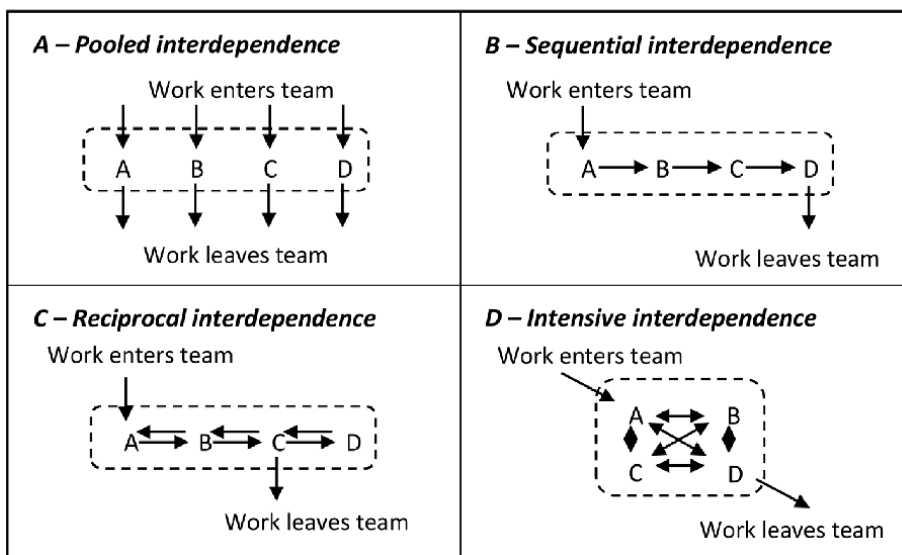 A – Pooled interdependence
Work enters team
A B C D
Work leaves team
B – Sequential interdependence
Work enters team
A B C D
Work leaves team
C – Reciprocal interdependence
Work enters team
A B C D
Work leaves team
D – Intensive interdependence
Work enters team
A B
C D
Work leaves team